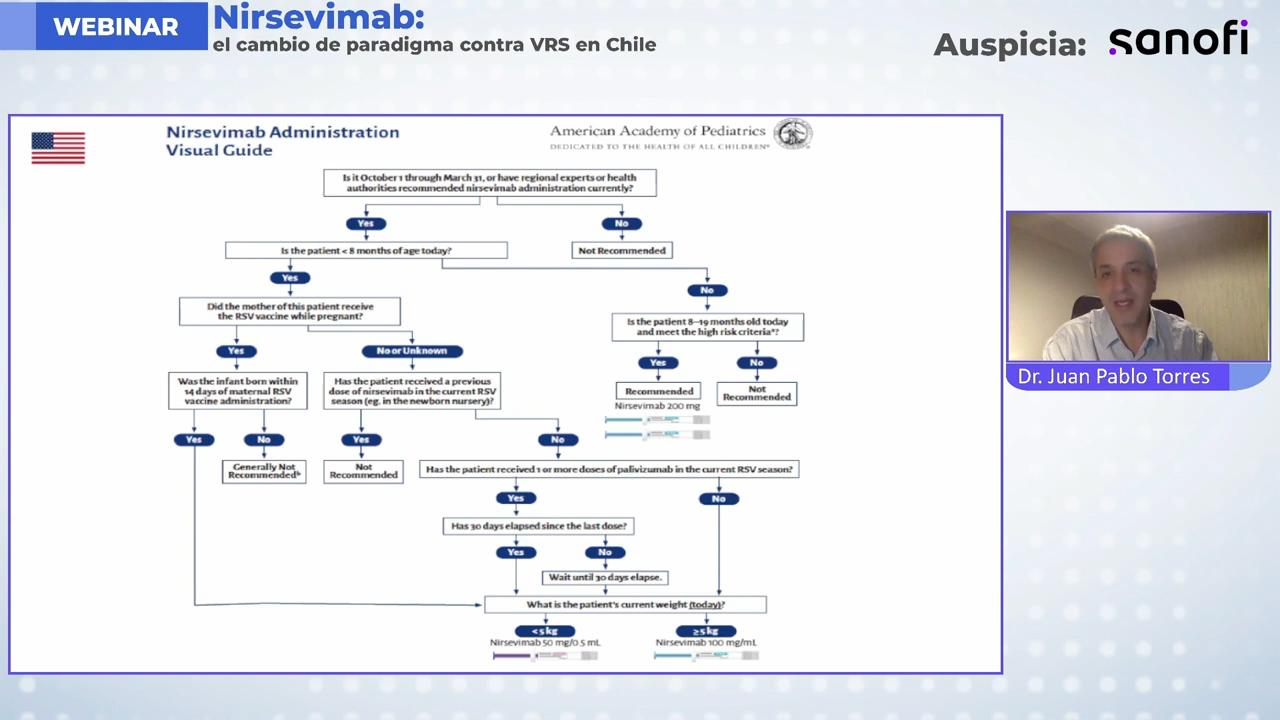 WEBINAR
Nirsevimab:
el cambio de paradigma contra VRS en Chile
Auspicia: sanofi
Nirsevimab Administration
Visual Guide
American Academy of Pediatrics
DEDICATED TO THE HEALTH OF ALL CHILDREN®
Is it October 1 through March 31, or have regional experts or health
authorities recommended nirsevimab administration currently?
Yes
No
Is the patient < 8 months of age today?
Not Recommended
Yes
No
Did the mother of this patient receive
the RSV vaccine while pregnant?
Is the patient 8–19 months old today
and meet the high risk criteriaª?
Yes
No or Unknown
Yes
No
Was the infant born within
14 days of maternal RSV
vaccine administration?
Has the patient received a previous
dose of nirsevimab in the current RSV
season (eg. in the newborn nursery)?
Recommended
Not
Recommended
Nirsevimab 200 mg
Yes
No
Yes
No
Generally Not
Recommendedᵇ
Not
Recommended
Has the patient received 1 or more doses of palivizumab in the current RSV season?
Yes
No
Has 30 days elapsed since the last dose?
Yes
No
Wait until 30 days elapse.
What is the patient's current weight (today)?
<5 kg
≥5 kg
Nirsevimab 50 mg/0.5 mL
Nirsevimab 100 mg/mL
Dr. Juan Pablo Torres